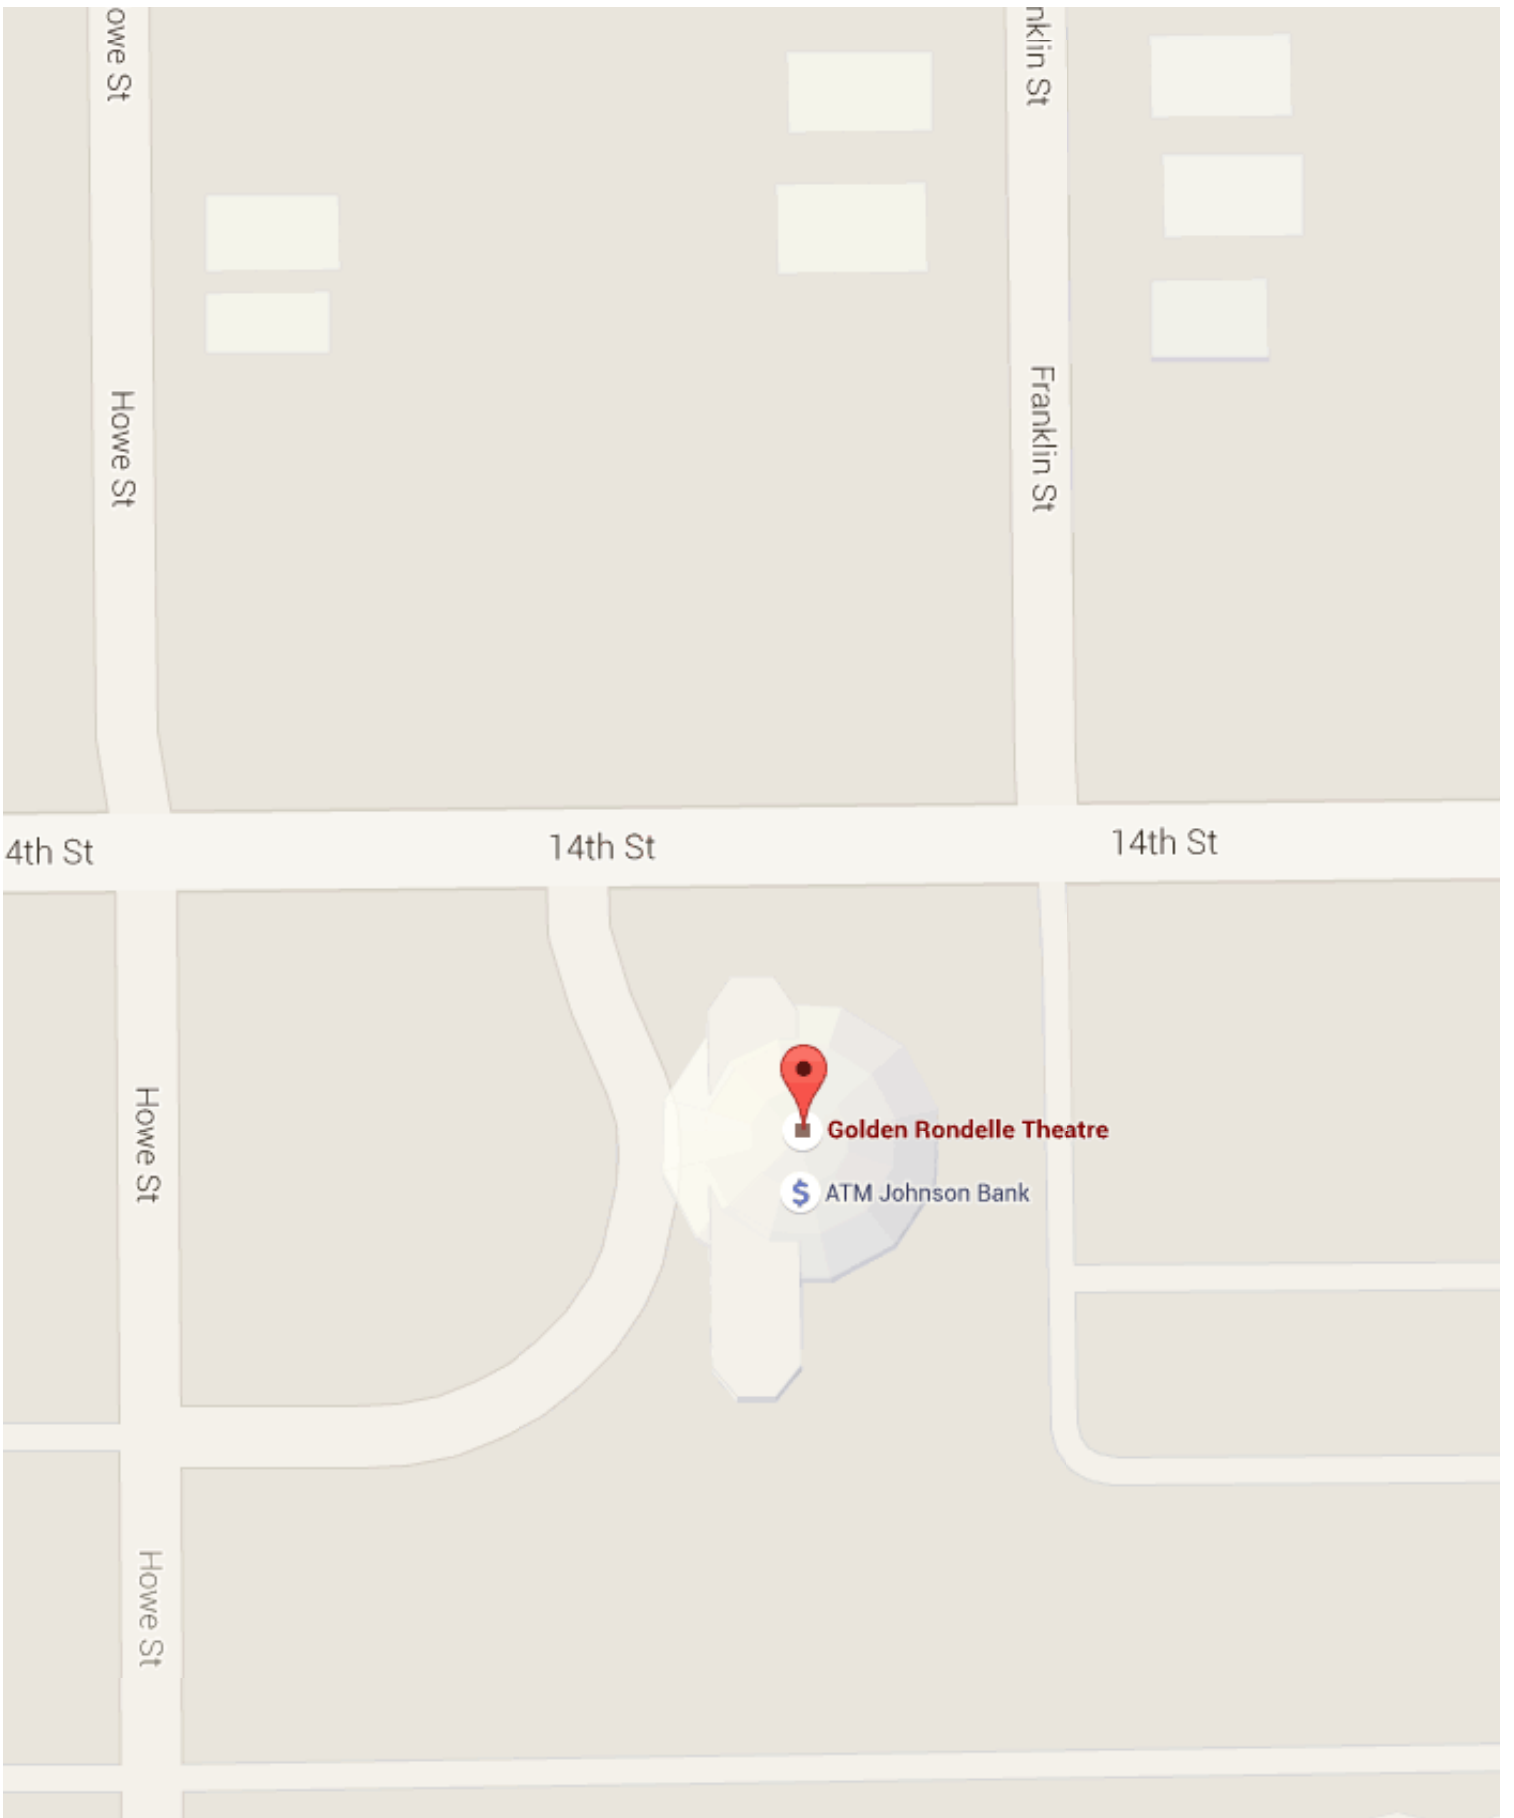 owe St
nklin St
Howe St
Franklin St
4th St
14th St
14th St
Howe St
Golden Rondelle Theatre
$ ATM Johnson Bank
Howe St